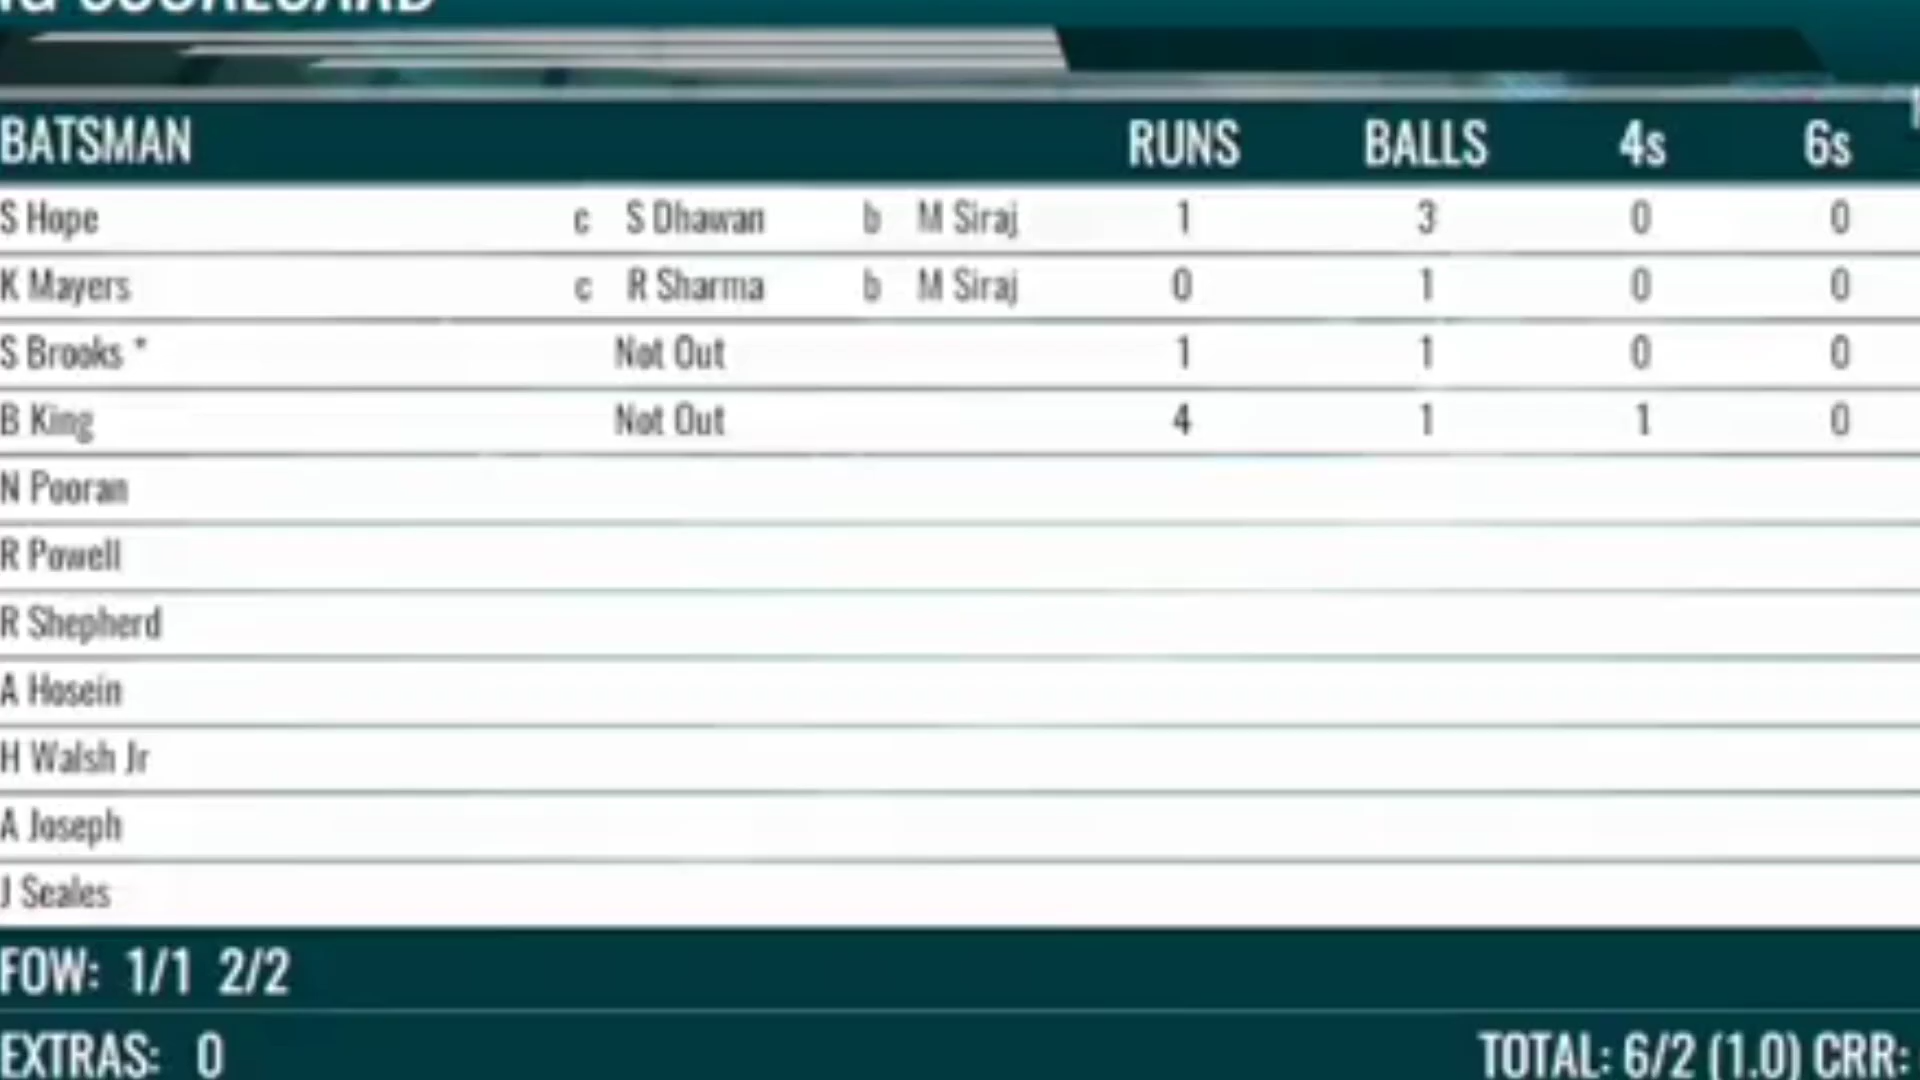 BATSMAN RUNS BALLS 4s 6s
S Hope c S Dhawan b M Siraj 1 3 0 0
K Mayers c R Sharma b M Siraj 0 1 0 0
S Brooks * Not Out 1 1 0 0
B King Not Out 4 1 1 0
N Pooran
R Powell
R Shepherd
A Hosein
H Walsh Jr
A Joseph
J Seales
FOW: 1/1 2/2
EXTRAS: 0 TOTAL: 6/2 (1.0) CRR: